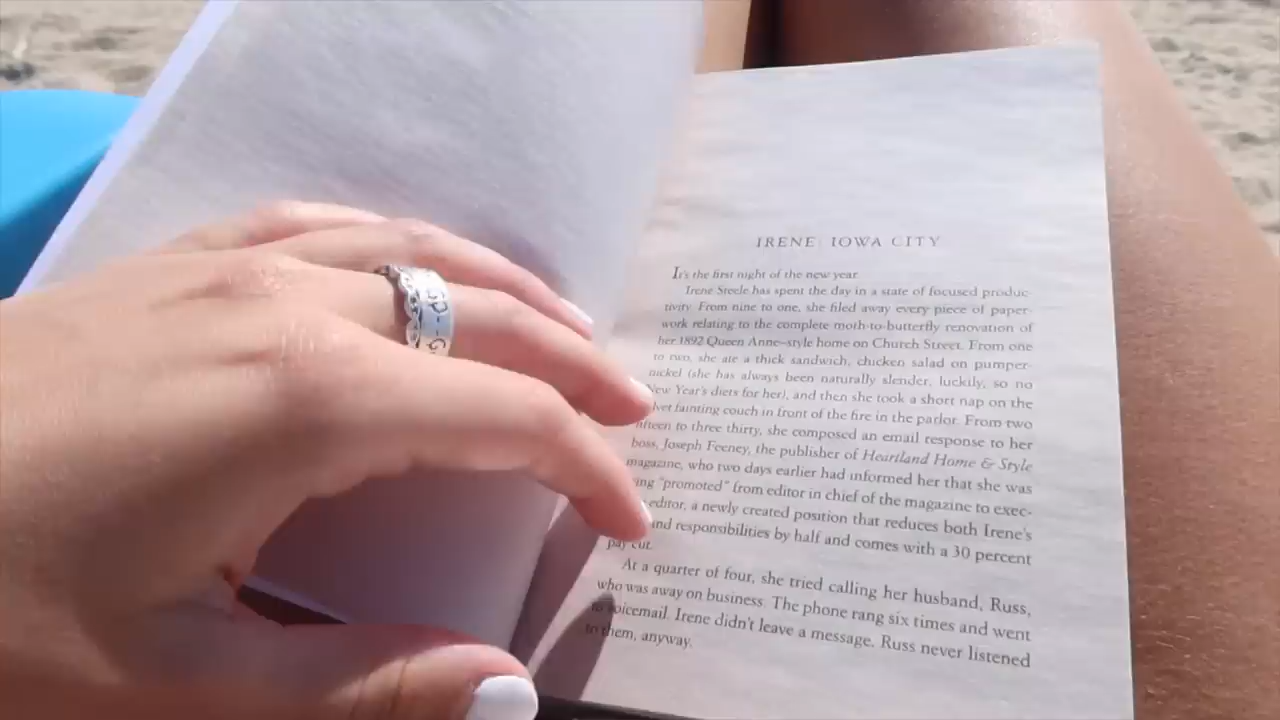 IRENE: IOWA CITY
It's the first night of the new year.
Irene Steele has spent the day in a state of focused produc-
tivity. From nine to one, she filed away every piece of paper-
work relating to the complete moth-to-butterfly renovation of
her 1892 Queen Anne–style home on Church Street. From one
to two, she ate a thick sandwich, chicken salad on pumper-
nickel (she has always been naturally slender, luckily, so no
New Year's diets for her), and then she took a short nap on the
fainting couch in front of the fire in the parlor. From two
to three thirty, she composed an email response to her
boss, Joseph Feeney, the publisher of Heartland Home & Style
magazine, who two days earlier had informed her that she was
"promoted" from editor in chief of the magazine to exec-
editor, a newly created position that reduces both Irene's
and responsibilities by half and comes with a 30 percent
pay cut.
At a quarter of four, she tried calling her husband, Russ,
who was away on business. The phone rang six times and went
to voicemail. Irene didn't leave a message. Russ never listened
to them, anyway.